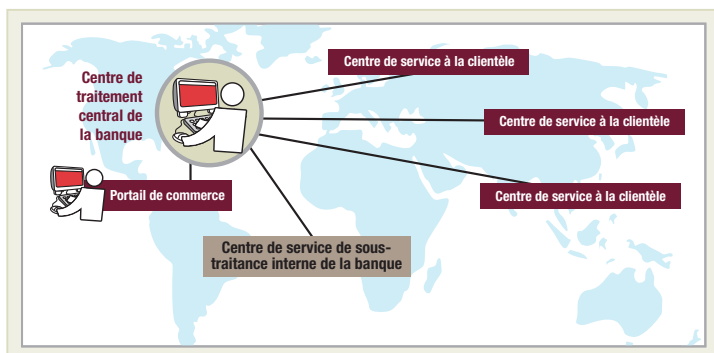 Centre de
traitement
central de
la banque
Centre de service à la clientèle
Centre de service à la clientèle
Portail de commerce
Centre de service à la clientèle
Centre de service de sous-
traitance interne de la banque